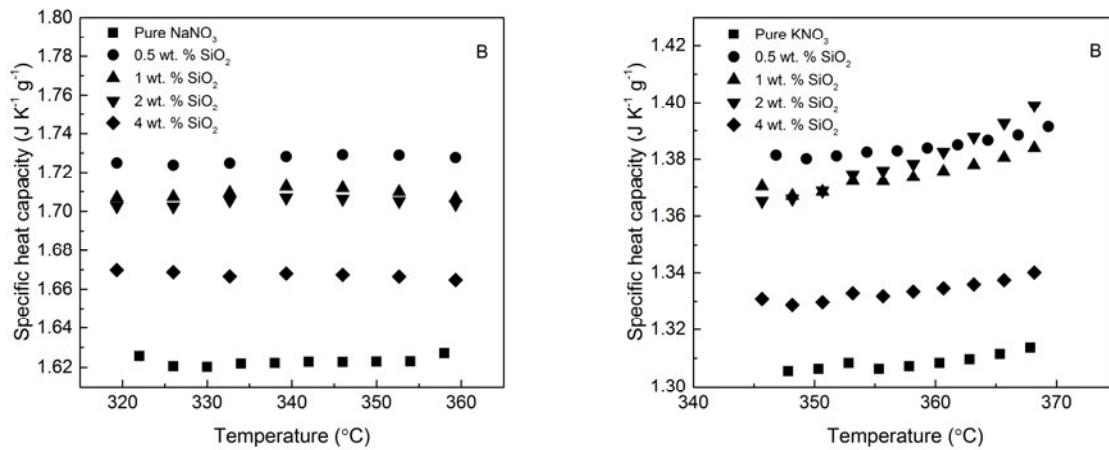 1.80
1.78
1.76
1.74
1.72
1.70
1.68
1.66
1.64
1.62
Specific heat capacity (J K⁻¹ g⁻¹)
Pure NaNO₃
0.5 wt. % SiO₂
1 wt. % SiO₂
2 wt. % SiO₂
4 wt. % SiO₂
B
320 330 340 350 360
Temperature (°C)
1.42
1.40
1.38
1.36
1.34
1.32
1.30
Specific heat capacity (J K⁻¹ g⁻¹)
Pure KNO₃
0.5 wt. % SiO₂
1 wt. % SiO₂
2 wt. % SiO₂
4 wt. % SiO₂
B
340 350 360 370
Temperature (°C)